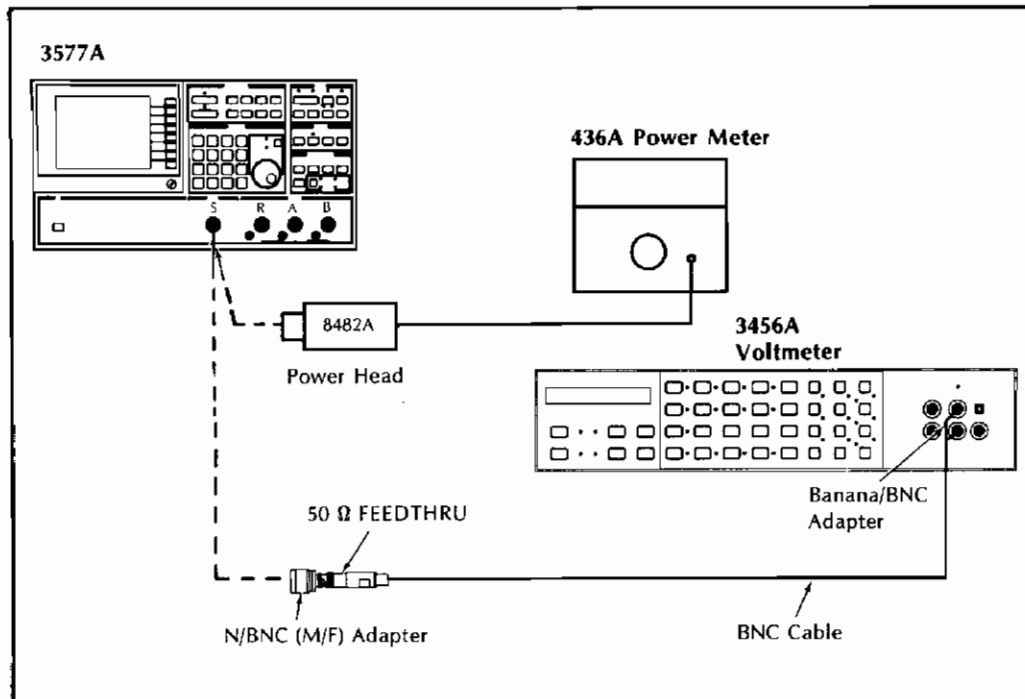 3577A
S R A B
436A Power Meter
8482A
Power Head
3456A
Voltmeter
Banana/BNC
Adapter
50 Ω FEEDTHRU
N/BNC (M/F) Adapter
BNC Cable